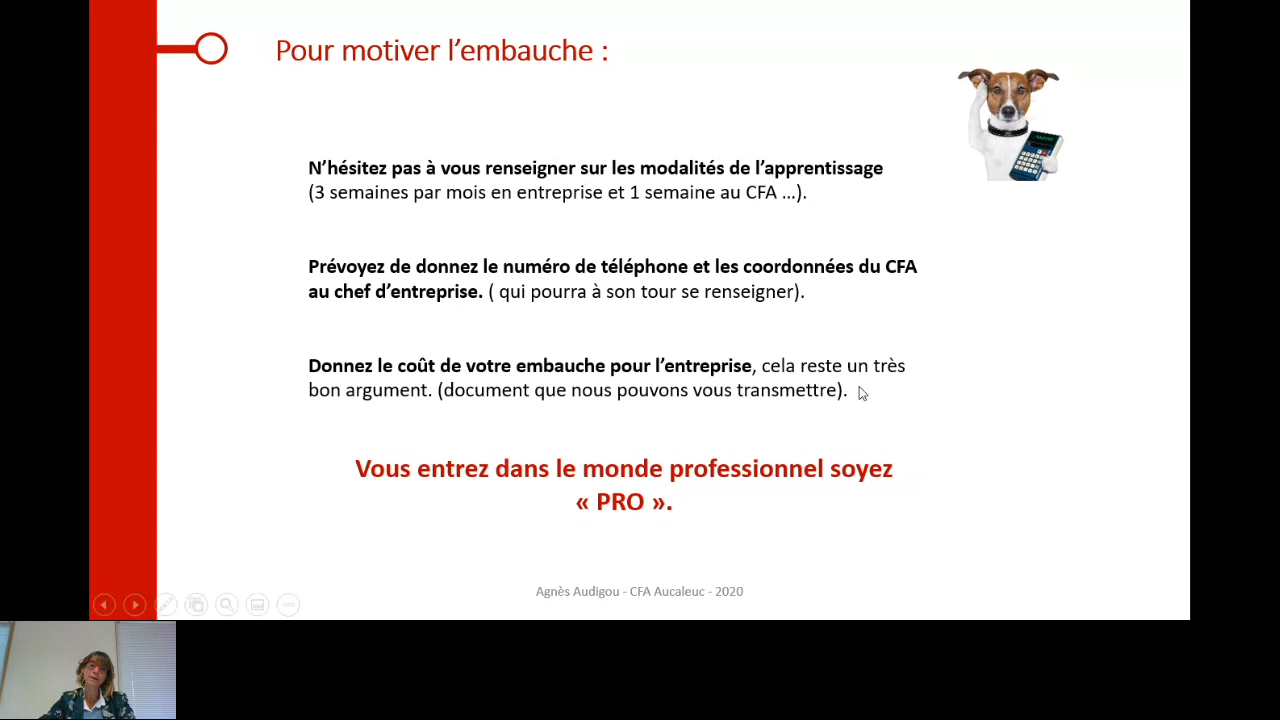 Pour motiver l’embauche :
N’hésitez pas à vous renseigner sur les modalités de l’apprentissage
(3 semaines par mois en entreprise et 1 semaine au CFA …).
Prévoyez de donnez le numéro de téléphone et les coordonnées du CFA
au chef d’entreprise. ( qui pourra à son tour se renseigner).
Donnez le coût de votre embauche pour l’entreprise, cela reste un très
bon argument. (document que nous pouvons vous transmettre).
Vous entrez dans le monde professionnel soyez
« PRO ».
Agnès Audigou - CFA Aucaleuc - 2020